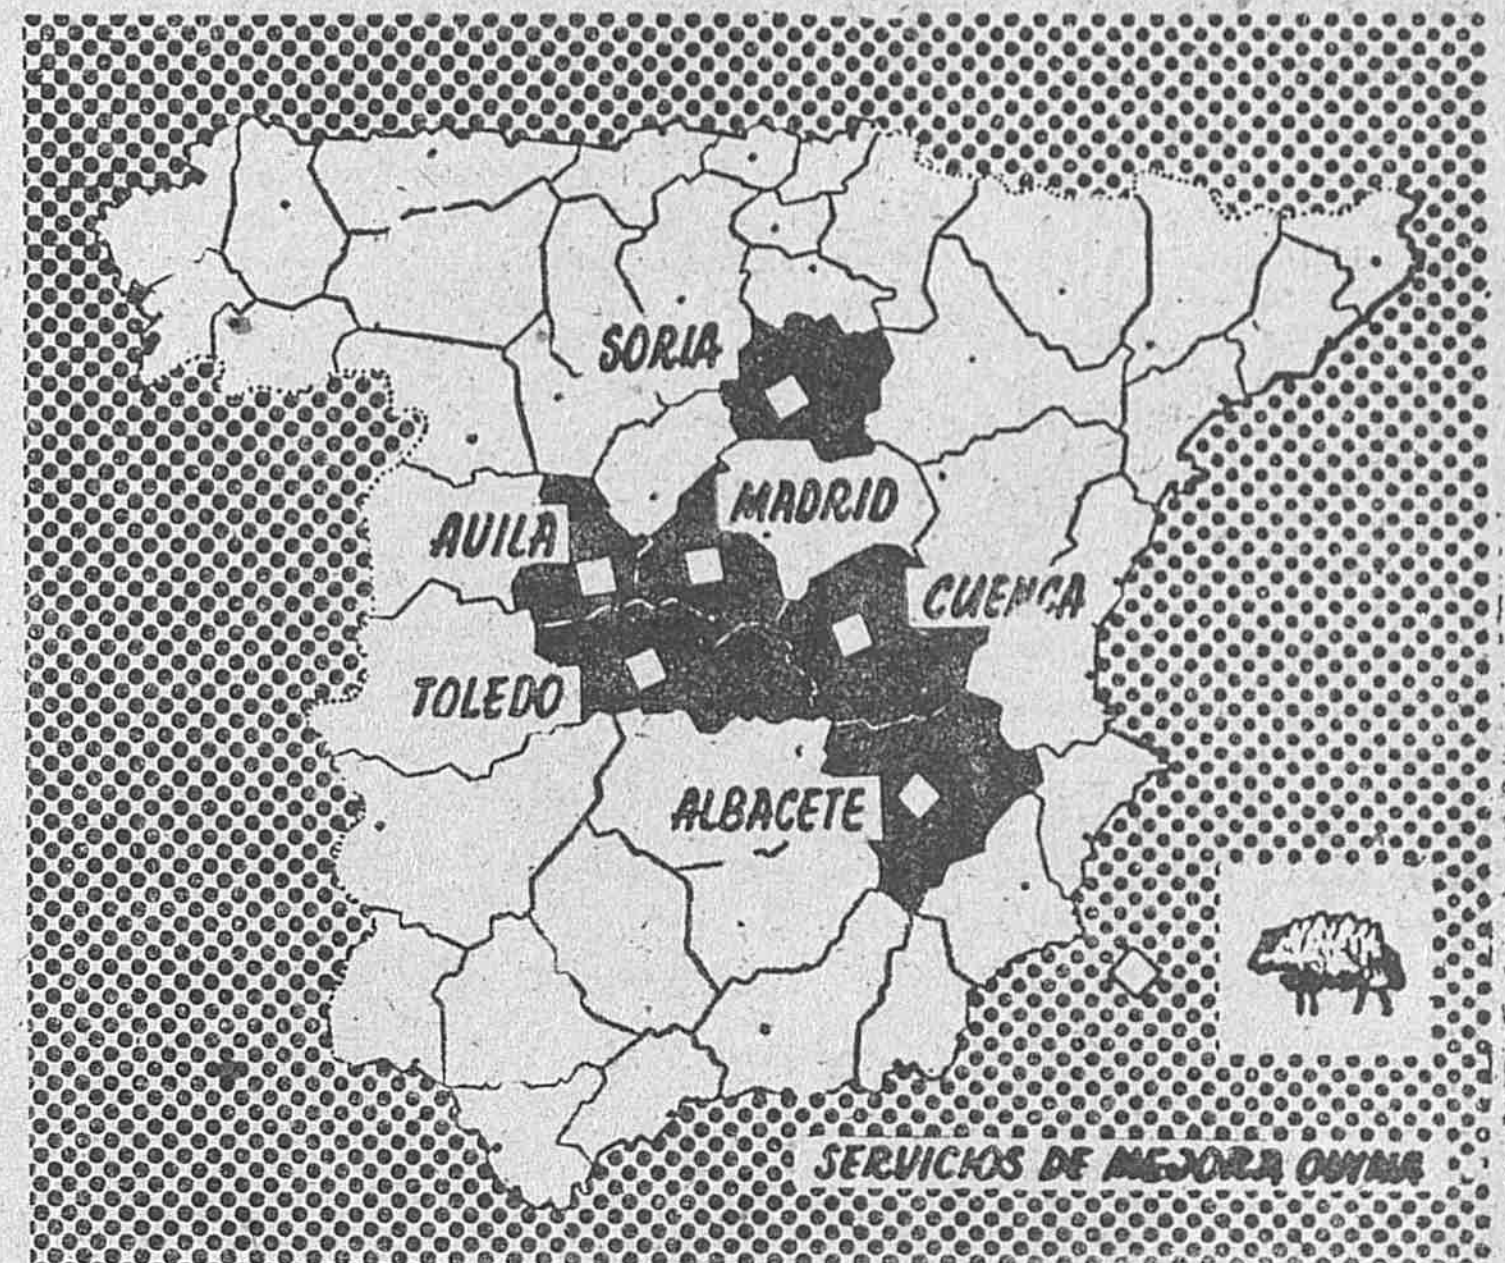 SORIA
AVILA
MADRID
CUENCA
TOLEDO
ALBACETE
SERVICIOS DE MEJORA OVINA